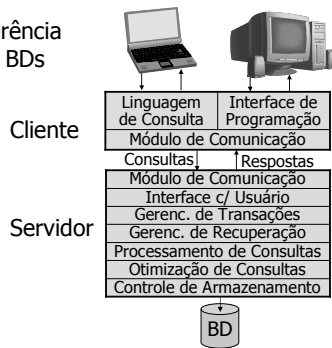 rência
BDs
Linguagem
de Consulta
Interface de
Programação
Cliente
Módulo de Comunicação
Consultas
Respostas
Módulo de Comunicação
Interface c/ Usuário
Gerenc. de Transações
Servidor
Gerenc. de Recuperação
Processamento de Consultas
Otimização de Consultas
Controle de Armazenamento
BD